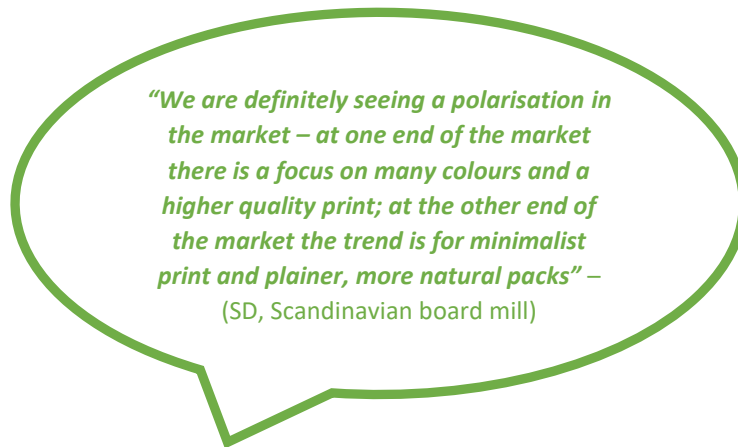 “We are definitely seeing a polarisation in
the market – at one end of the market
there is a focus on many colours and a
higher quality print; at the other end of
the market the trend is for minimalist
print and plainer, more natural packs” –
(SD, Scandinavian board mill)